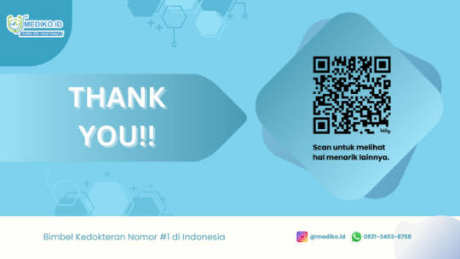 MEDIKO.ID
THANK
YOU!!
Scan untuk melihat
hal menarik lainnya.
Bimbel Kedokteran Nomor #1 di Indonesia
@mediko.id